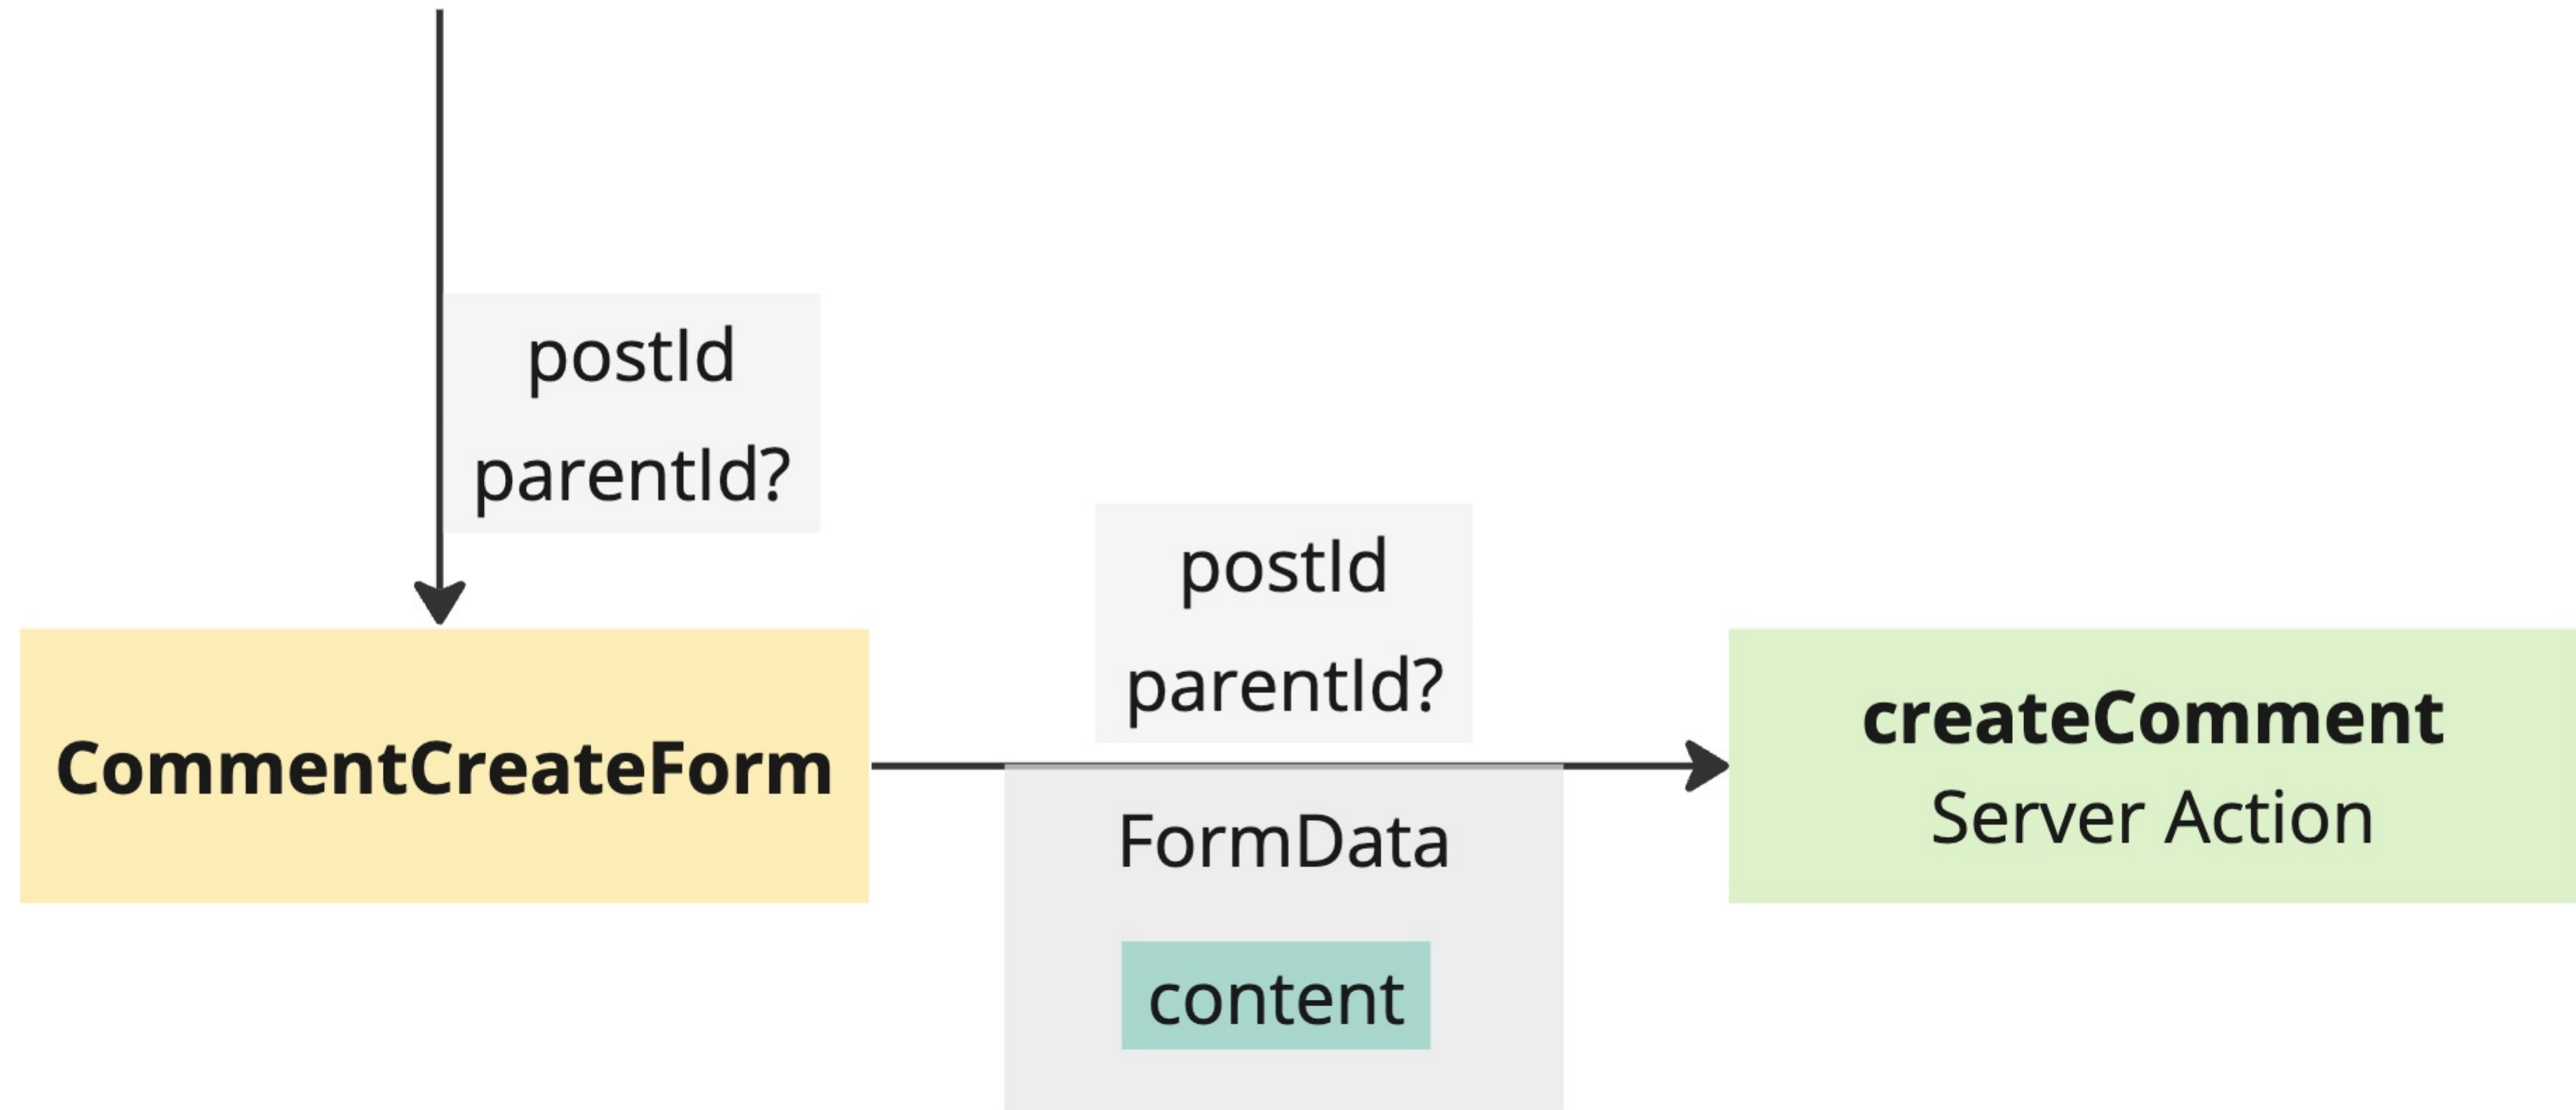 postId
parentId?
postId
parentId?
CommentCreateForm
createComment
Server Action
FormData
content